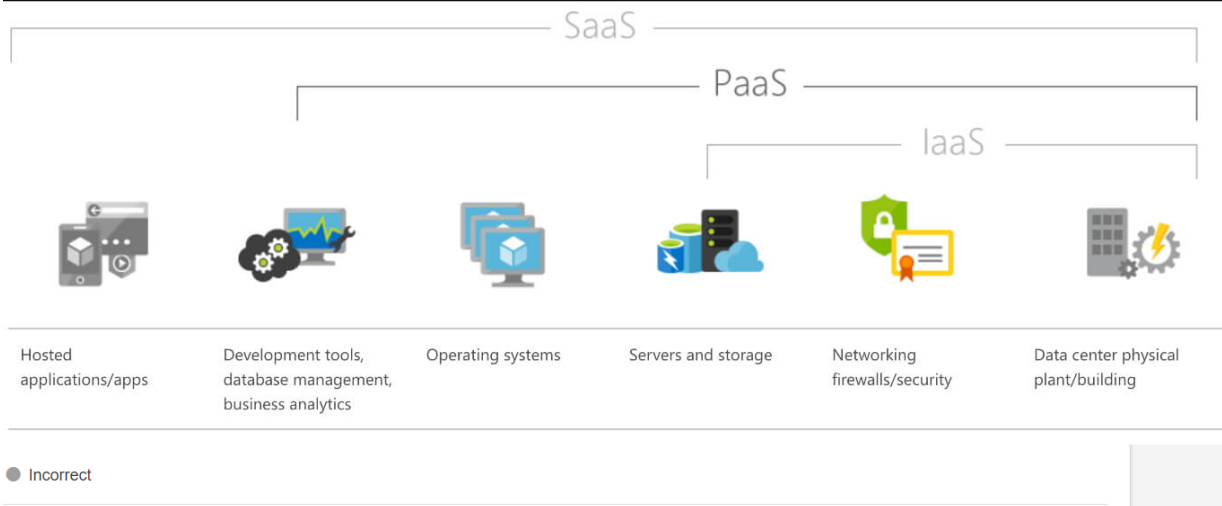 SaaS
PaaS
IaaS
Hosted
applications/apps
Development tools,
database management,
business analytics
Operating systems
Servers and storage
Networking
firewalls/security
Data center physical
plant/building
Incorrect